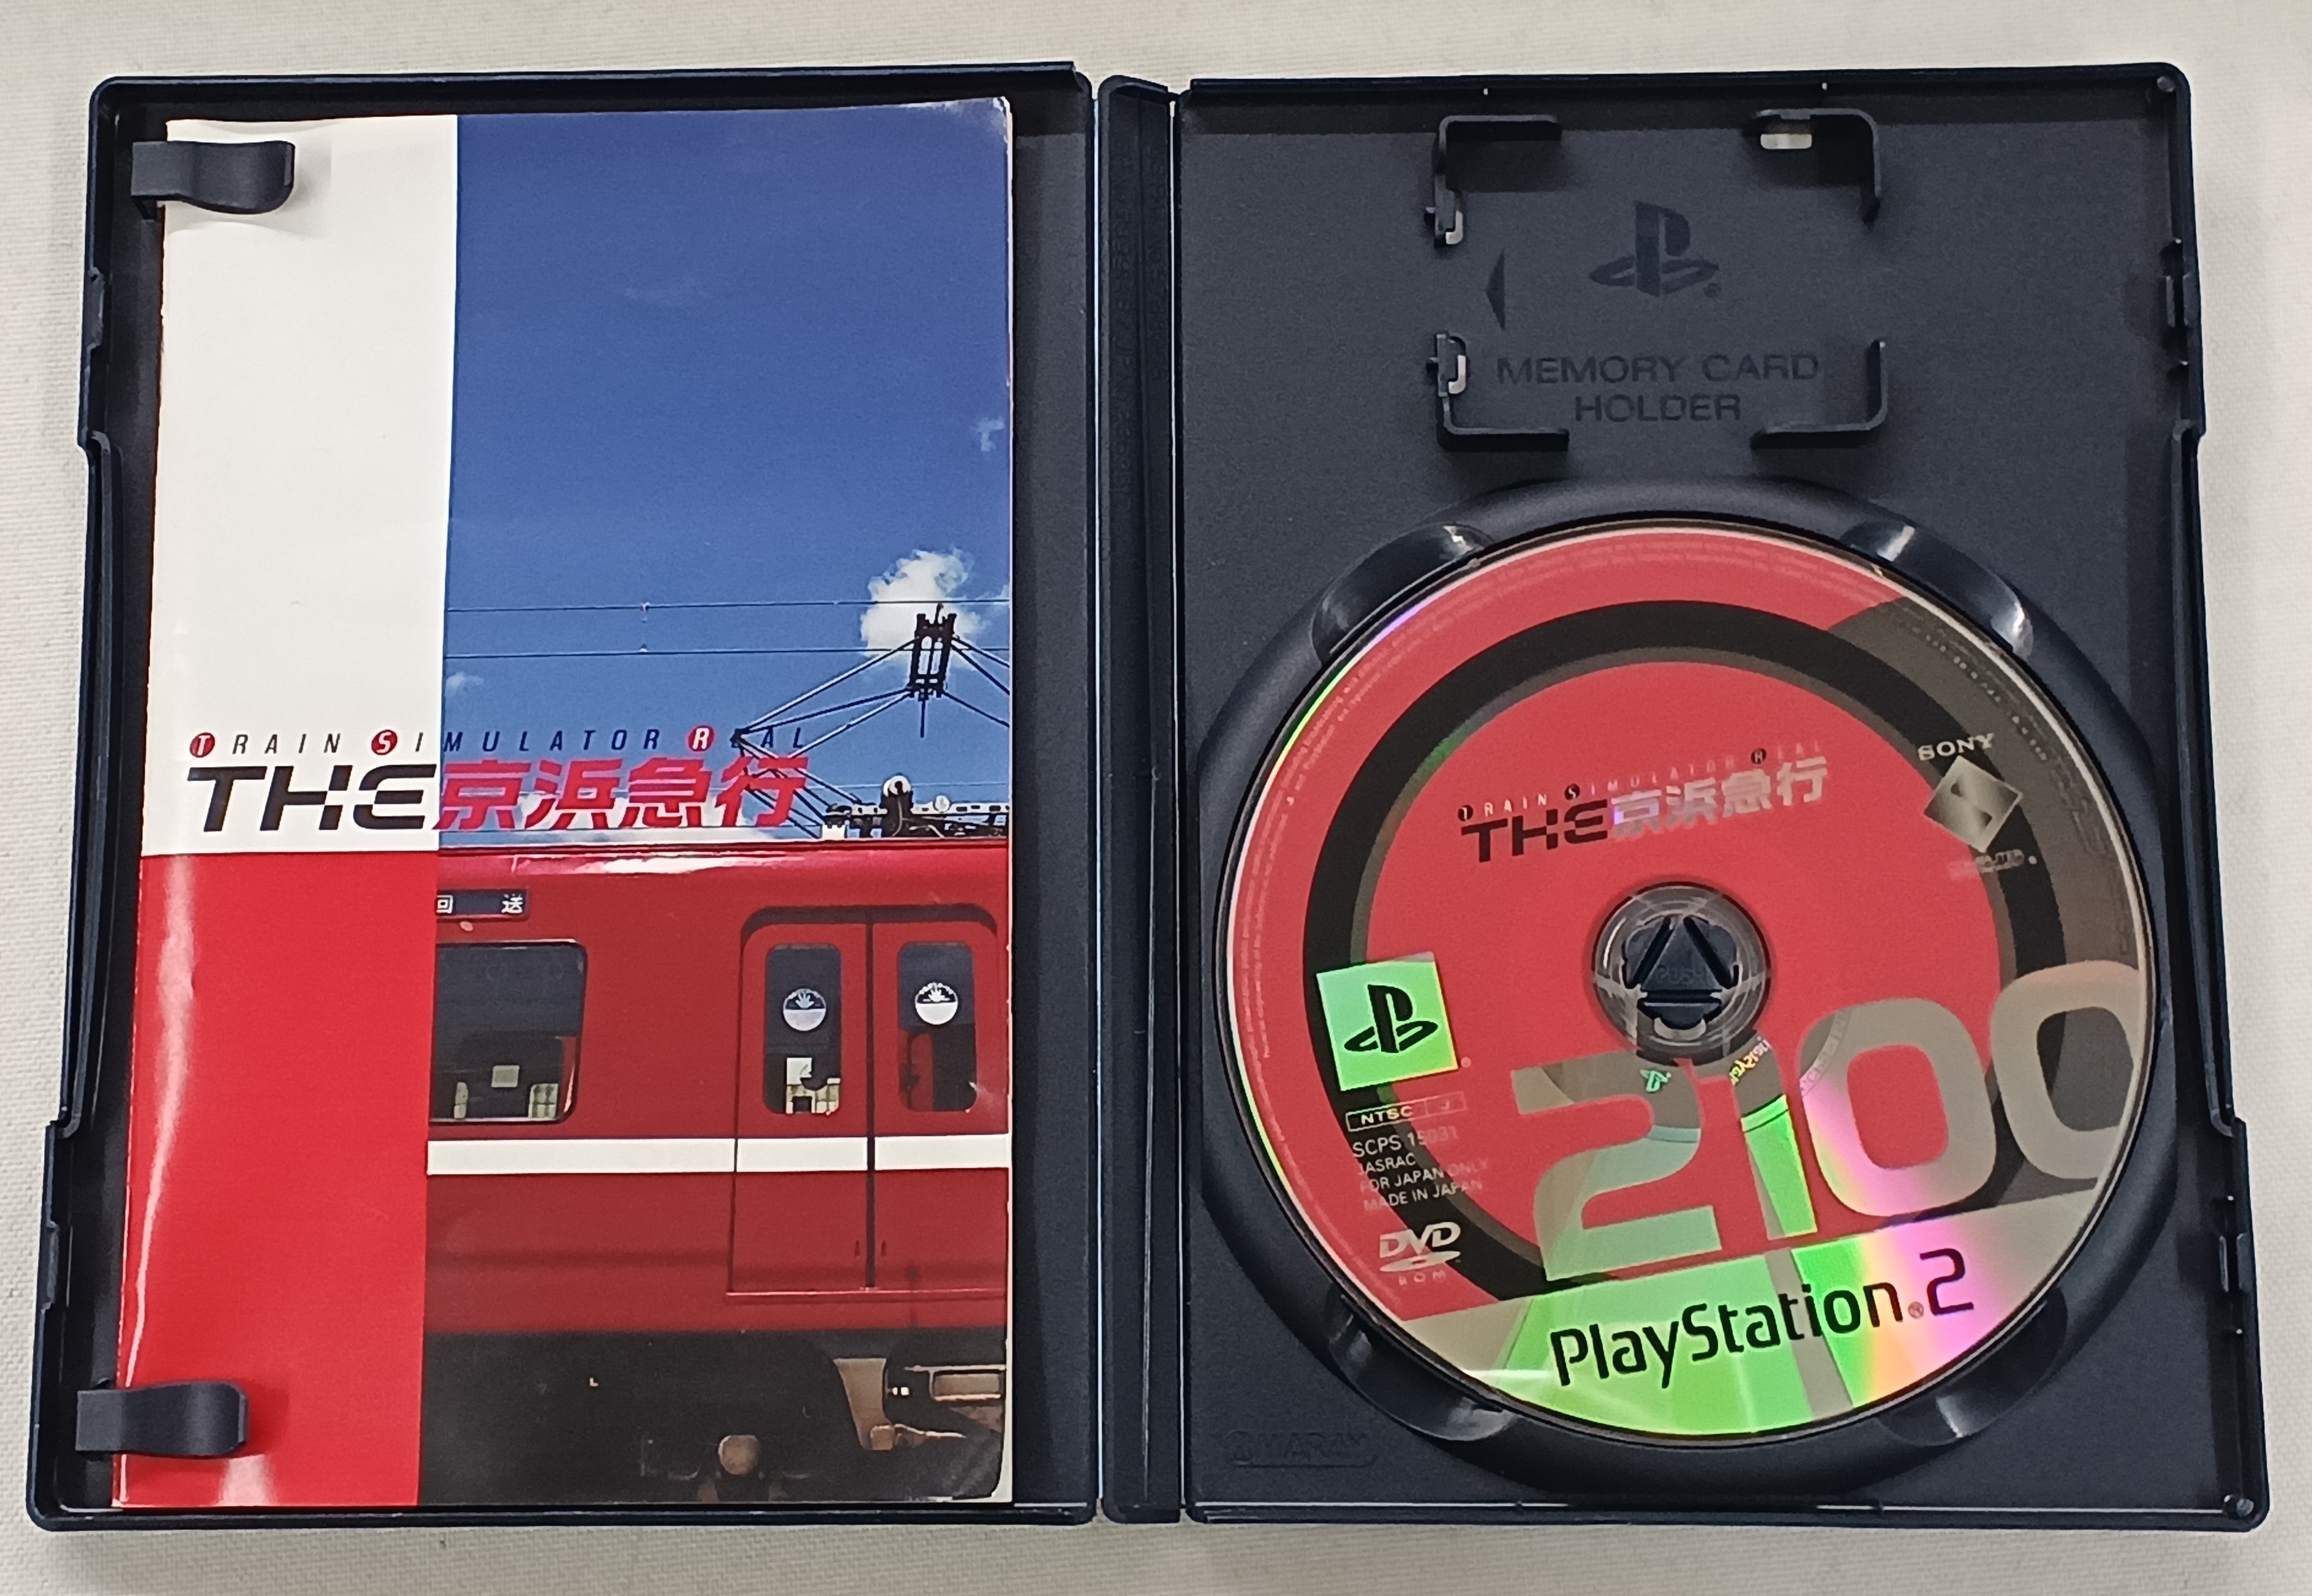 TRAIN SIMULATOR REAL
THE京浜急行
回送
MEMORY CARD
HOLDER
TRAIN SIMULATOR REAL
THE京浜急行
SONY
2100
NTSC J
SCPS 15031
JASRAC
FOR JAPAN ONLY
MADE IN JAPAN
DVD
ROM
PlayStation®2
AMARAY